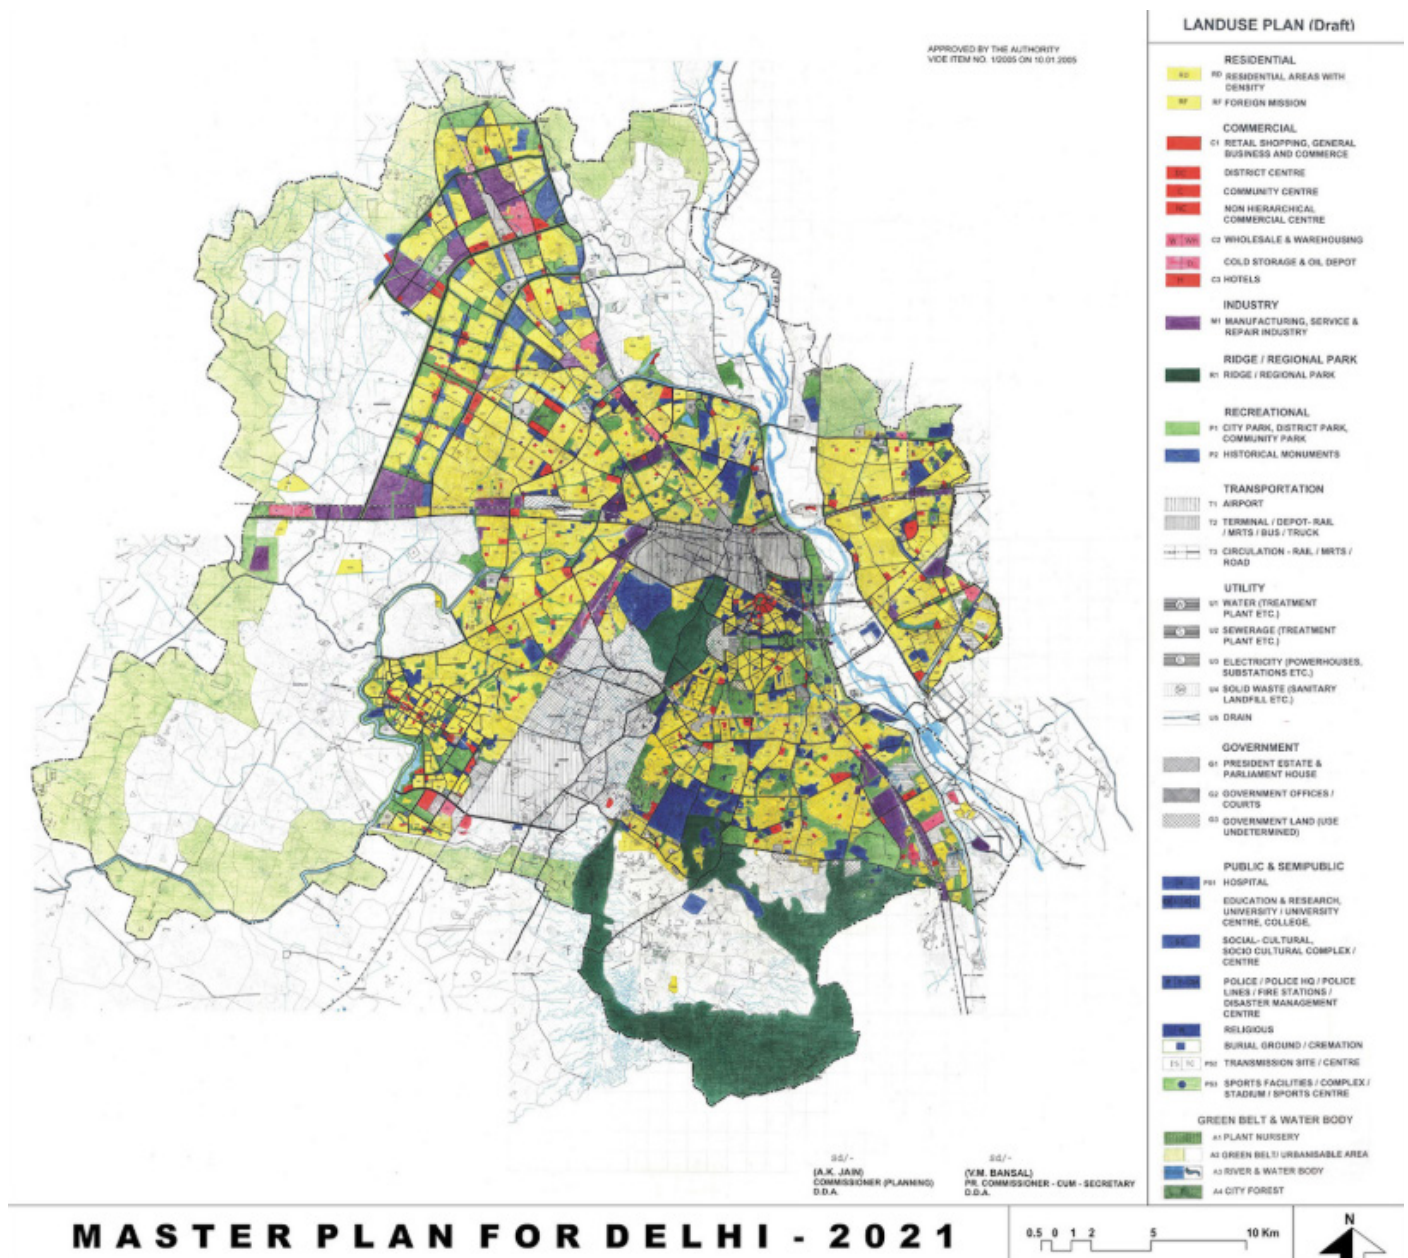 LANDUSE PLAN (Draft)
APPROVED BY THE AUTHORITY
VIDE ITEM NO. 1/2005 ON 10.01.2005
RESIDENTIAL
RD RD RESIDENTIAL AREAS WITH
DENSITY
RF RF FOREIGN MISSION
COMMERCIAL
C1 RETAIL SHOPPING, GENERAL
BUSINESS AND COMMERCE
DISTRICT CENTRE
COMMUNITY CENTRE
NON HIERARCHICAL
COMMERCIAL CENTRE
C2 WHOLESALE & WAREHOUSING
COLD STORAGE & OIL DEPOT
C3 HOTELS
INDUSTRY
M1 MANUFACTURING, SERVICE &
REPAIR INDUSTRY
RIDGE / REGIONAL PARK
R1 RIDGE / REGIONAL PARK
RECREATIONAL
P1 CITY PARK, DISTRICT PARK,
COMMUNITY PARK
P2 HISTORICAL MONUMENTS
TRANSPORTATION
T1 AIRPORT
T2 TERMINAL / DEPOT- RAIL
/ MRTS / BUS / TRUCK
T3 CIRCULATION - RAIL / MRTS /
ROAD
UTILITY
U1 WATER (TREATMENT
PLANT ETC.)
U2 SEWERAGE (TREATMENT
PLANT ETC.)
U3 ELECTRICITY (POWERHOUSES,
SUBSTATIONS ETC.)
U4 SOLID WASTE (SANITARY
LANDFILL ETC.)
U5 DRAIN
GOVERNMENT
G1 PRESIDENT ESTATE &
PARLIAMENT HOUSE
G2 GOVERNMENT OFFICES /
COURTS
G3 GOVERNMENT LAND (USE
UNDETERMINED)
PUBLIC & SEMIPUBLIC
PS1 HOSPITAL
EDUCATION & RESEARCH,
UNIVERSITY / UNIVERSITY
CENTRE, COLLEGE,
SOCIAL- CULTURAL,
SOCIO CULTURAL COMPLEX /
CENTRE
POLICE / POLICE HQ / POLICE
LINES / FIRE STATIONS /
DISASTER MANAGEMENT
CENTRE
RELIGIOUS
BURIAL GROUND / CREMATION
PS2 TRANSMISSION SITE / CENTRE
PS3 SPORTS FACILITIES / COMPLEX /
STADIUM / SPORTS CENTRE
GREEN BELT & WATER BODY
A1 PLANT NURSERY
A2 GREEN BELT/ URBANISABLE AREA
A3 RIVER & WATER BODY
A4 CITY FOREST
sd/-
(A.K. JAIN)
COMMISSIONER (PLANNING)
D.D.A.
sd/-
(V.M. BANSAL)
PR. COMMISSIONER - CUM - SECRETARY
D.D.A.
MASTER PLAN FOR DELHI - 2021
0.5 0 1 2 5 10 Km
N